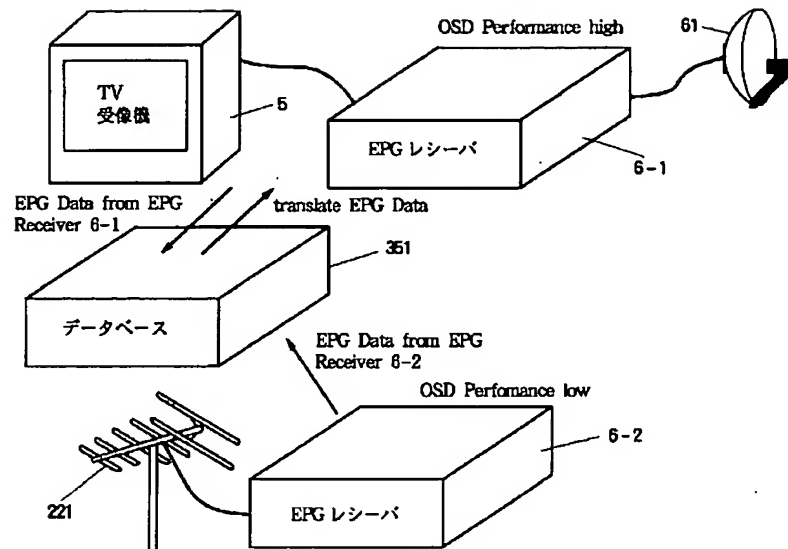 OSD Performance high
61
TV
受像機
5
EPG レシーバ
6-1
EPG Data from EPG
Receiver 6-1
translate EPG Data
351
データベース
EPG Data from EPG
Receiver 6-2
OSD Perfomance low
6-2
221
EPG レシーバ